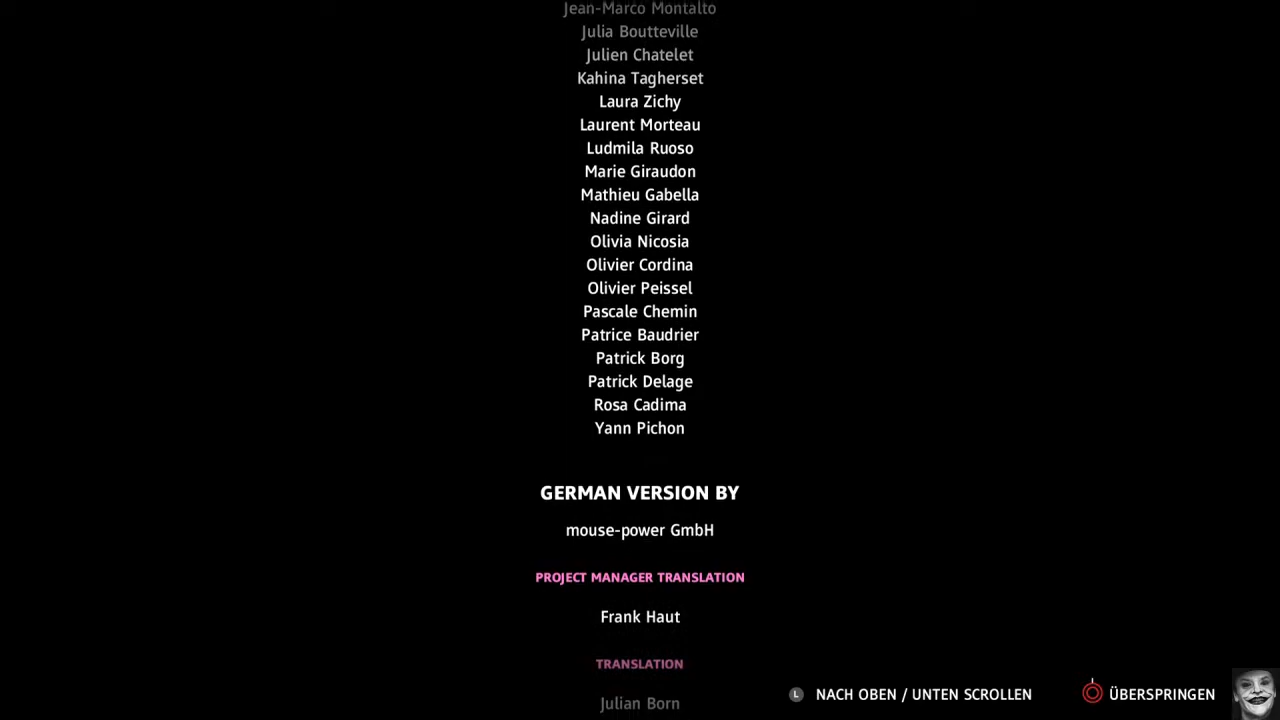 Jean-Marco Montalto
Julia Boutteville
Julien Chatelet
Kahina Tagherset
Laura Zichy
Laurent Morteau
Ludmila Ruoso
Marie Giraudon
Mathieu Gabella
Nadine Girard
Olivia Nicosia
Olivier Cordina
Olivier Peissel
Pascale Chemin
Patrice Baudrier
Patrick Borg
Patrick Delage
Rosa Cadima
Yann Pichon
GERMAN VERSION BY
mouse-power GmbH
PROJECT MANAGER TRANSLATION
Frank Haut
TRANSLATION
Julian Born
L NACH OBEN / UNTEN SCROLLEN ÜBERSPRINGEN